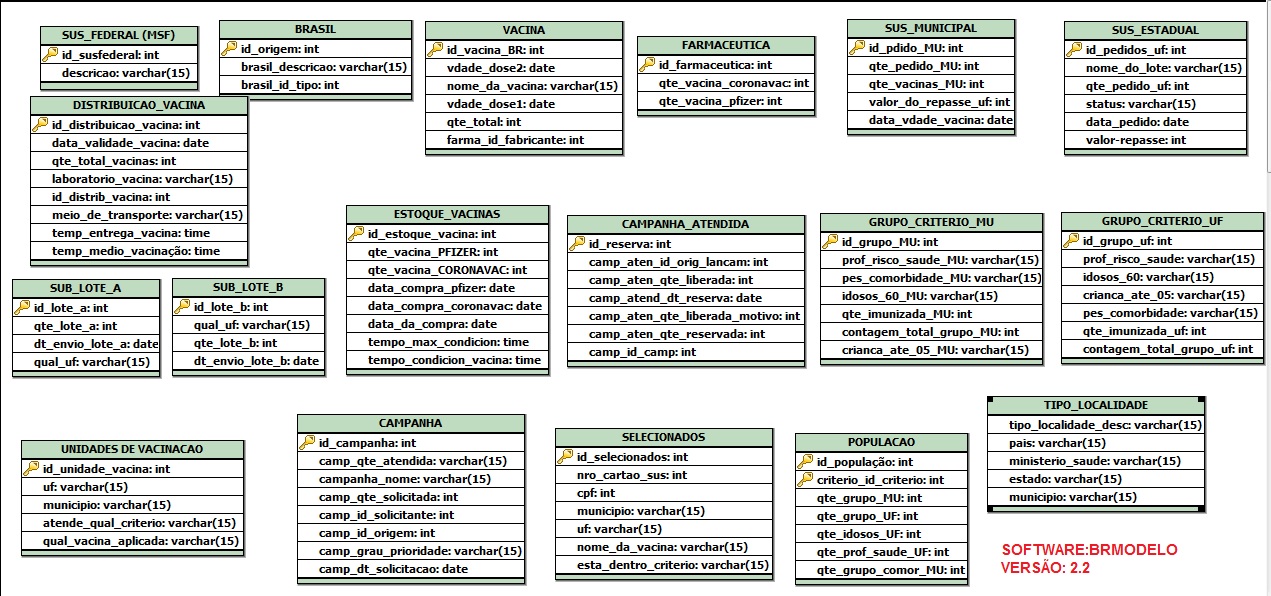 SUS_FEDERAL (MSF)
id_susfederal: int
descricao: varchar(15)
BRASIL
id_origem: int
brasil_descricao: varchar(15)
brasil_id_tipo: int
VACINA
id_vacina_BR: int
vdade_dose2: date
nome_da_vacina: varchar(15)
vdade_dose1: date
qte_total: int
farma_id_fabricante: int
FARMACEUTICA
id_farmaceutica: int
qte_vacina_coronavac: int
qte_vacina_pfizer: int
SUS_MUNICIPAL
id_pdido_MU: int
qte_pedido_MU: int
qte_vacinas_MU: int
valor_do_repasse_uf: int
data_vdade_vacina: date
SUS_ESTADUAL
id_pedidos_uf: int
nome_do_lote: varchar(15)
qte_pedido_uf: int
status: varchar(15)
data_pedido: date
valor-repasse: int
DISTRIBUICAO_VACINA
id_distribuicao_vacina: int
data_validade_vacina: date
qte_total_vacinas: int
laboratorio_vacina: varchar(15)
id_distrib_vacina: int
meio_de_transporte: varchar(15)
temp_entrega_vacina: time
temp_medio_vacinação: time
ESTOQUE_VACINAS
id_estoque_vacina: int
qte_vacina_PFIZER: int
qte_vacina_CORONAVAC: int
data_compra_pfizer: date
data_compra_coronavac: date
data_da_compra: date
tempo_max_condicion: time
tempo_condicion_vacina: time
CAMPANHA_ATENDIDA
id_reserva: int
camp_aten_id_orig_lancam: int
camp_aten_qte_liberada: int
camp_atend_dt_reserva: date
camp_aten_qte_liberada_motivo: int
camp_aten_qte_reservada: int
camp_id_camp: int
GRUPO_CRITERIO_MU
id_grupo_MU: int
prof_risco_saude_MU: varchar(15)
pes_comorbidade_MU: varchar(15)
idosos_60_MU: varchar(15)
qte_imunizada_MU: int
contagem_total_grupo_MU: int
crianca_ate_05_MU: varchar(15)
GRUPO_CRITERIO_UF
id_grupo_uf: int
prof_risco_saude: varchar(15)
idosos_60: varchar(15)
crianca_ate_05: varchar(15)
pes_comorbidade: varchar(15)
qte_imunizada_uf: int
contagem_total_grupo_uf: int
SUB_LOTE_A
id_lote_a: int
qte_lote_a: int
dt_envio_lote_a: date
qual_uf: varchar(15)
SUB_LOTE_B
id_lote_b: int
qual_uf: varchar(15)
qte_lote_b: int
dt_envio_lote_b: date
UNIDADES DE VACINACAO
id_unidade_vacina: int
uf: varchar(15)
municipio: varchar(15)
atende_qual_criterio: varchar(15)
qual_vacina_aplicada: varchar(15)
CAMPANHA
id_campanha: int
camp_qte_atendida: varchar(15)
campanha_nome: varchar(15)
camp_qte_solicitada: int
camp_id_solicitante: int
camp_id_origem: int
camp_grau_prioridade: varchar(15)
camp_dt_solicitacao: date
SELECIONADOS
id_selecionados: int
nro_cartao_sus: int
cpf: int
municipio: varchar(15)
uf: varchar(15)
nome_da_vacina: varchar(15)
esta_dentro_criterio: varchar(15)
POPULACAO
id_população: int
criterio_id_criterio: int
qte_grupo_MU: int
qte_grupo_UF: int
qte_idosos_UF: int
qte_prof_saude_UF: int
qte_grupo_comor_MU: int
TIPO_LOCALIDADE
tipo_localidade_desc: varchar(15)
pais: varchar(15)
ministerio_saude: varchar(15)
estado: varchar(15)
municipio: varchar(15)
SOFTWARE:BRMODELO
VERSÃO: 2.2